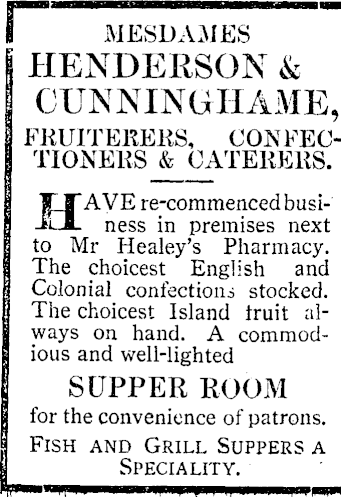 MESDAMES
HENDERSON &
CUNNINGHAME,
FRUITERERS, CONFEC-
TIONERS & CATERERS.
HAVE re-commenced busi-
ness in premises next
to Mr Healey's Pharmacy.
The choicest English and
Colonial confections stocked.
The choicest Island fruit al-
ways on hand. A commod-
ious and well-lighted
SUPPER ROOM
for the convenience of patrons.
FISH AND GRILL SUPPERS A
SPECIALITY.